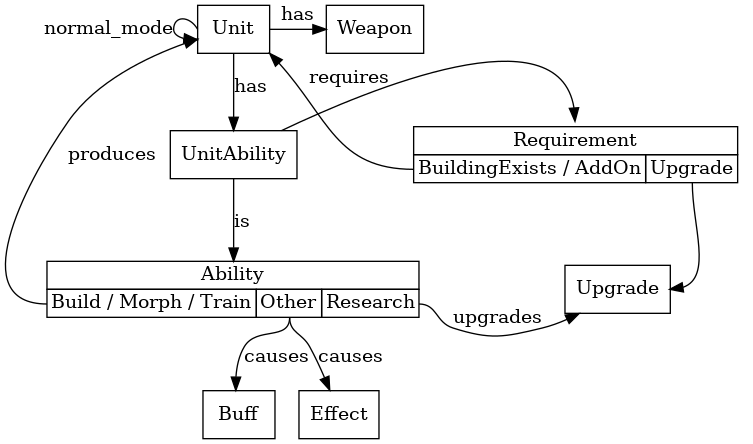 has
normal_mode
Unit
Weapon
has
requires
Requirement
BuildingExists / AddOn
Upgrade
UnitAbility
produces
is
Ability
Build / Morph / Train
Other
Research
Upgrade
upgrades
causes
causes
Buff
Effect